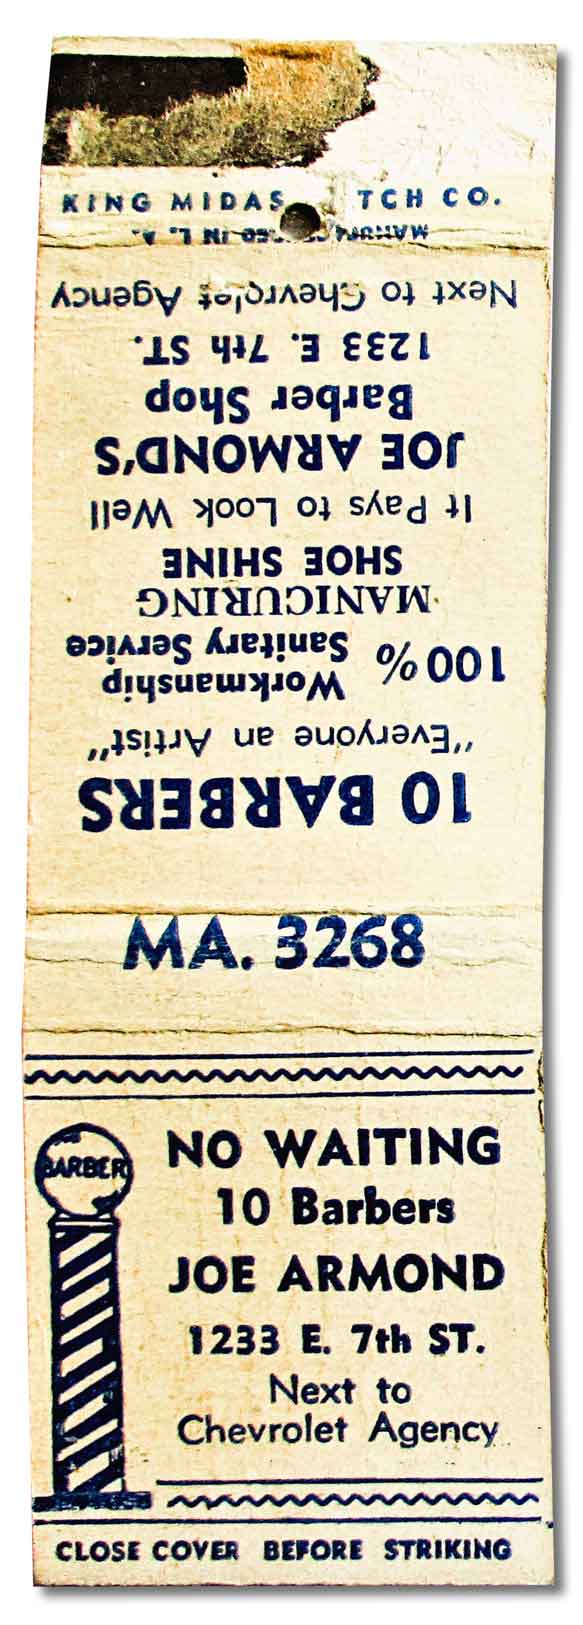 KING MIDAS TCH CO.
IN L. A.
10 BARBERS
"Everyone an Artist"
100% Workmanship
Sanitary Service
MANICURING
SHOE SHINE
It Pays to Look Well
JOE ARMOND'S
Barber Shop
1233 E. 7th ST.
Next to Chevrolet Agency
MA. 3268
BARBER
NO WAITING
10 Barbers
JOE ARMOND
1233 E. 7th ST.
Next to
Chevrolet Agency
CLOSE COVER BEFORE STRIKING